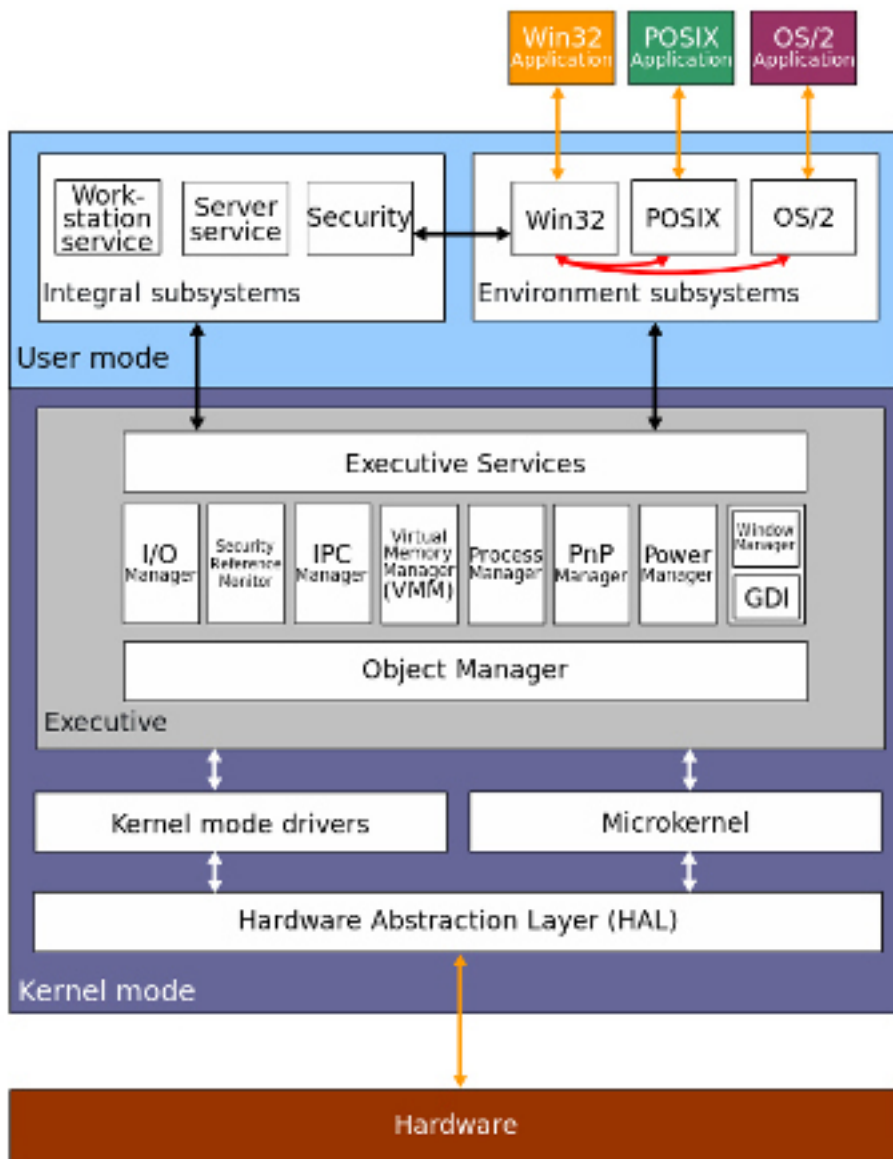 Win32
Application
POSIX
Application
OS/2
Application
Work-
station
service
Server
service
Security
Win32
POSIX
OS/2
Integral subsystems
Environment subsystems
User mode
Executive Services
I/O
Manager
Security
Reference
Monitor
IPC
Manager
Virtual
Memory
Manager
(VMM)
Process
Manager
PnP
Manager
Power
Manager
Window
Manager
GDI
Object Manager
Executive
Kernel mode drivers
Microkernel
Hardware Abstraction Layer (HAL)
Kernel mode
Hardware